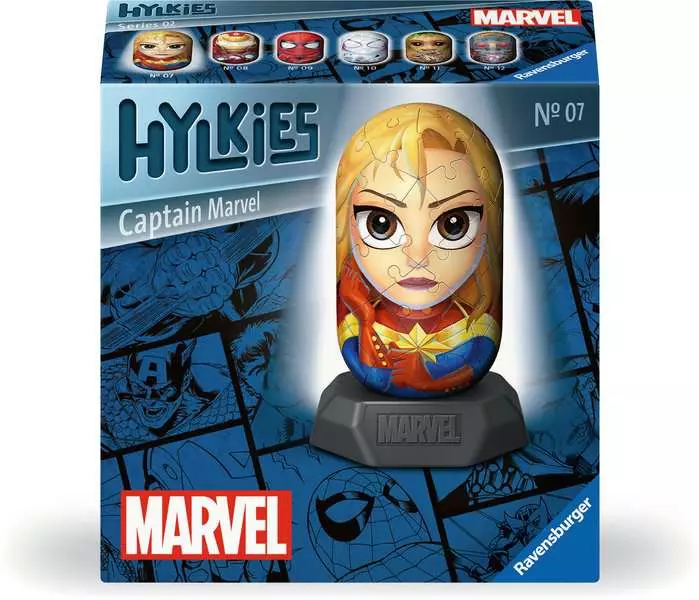 HYLKIES
Series 02
MARVEL
Nº 07
Nº 08
Nº 09
Nº 10
Nº 11
Nº 12
Ravensburger
HYLKIES
Nº 07
Captain Marvel
A
MARVEL
MARVEL
Ravensburger